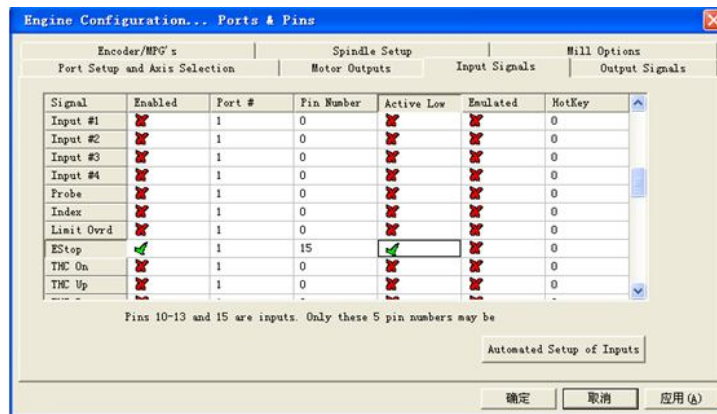 Engine Configuration... Ports & Pins
Encoder/MPG's Spindle Setup Mill Options
Port Setup and Axis Selection Motor Outputs Input Signals Output Signals
Signal Enabled Port # Pin Number Active Low Emulated HotKey
Input #1 1 0 0
Input #2 1 0 0
Input #3 1 0 0
Input #4 1 0 0
Probe 1 0 0
Index 1 0 0
Limit Ovrd 1 0 0
EStop 1 15 0
THC On 1 0 0
THC Up 1 0 0
Pins 10-13 and 15 are inputs. Only these 5 pin numbers may be
Automated Setup of Inputs
确定 取消 应用(A)